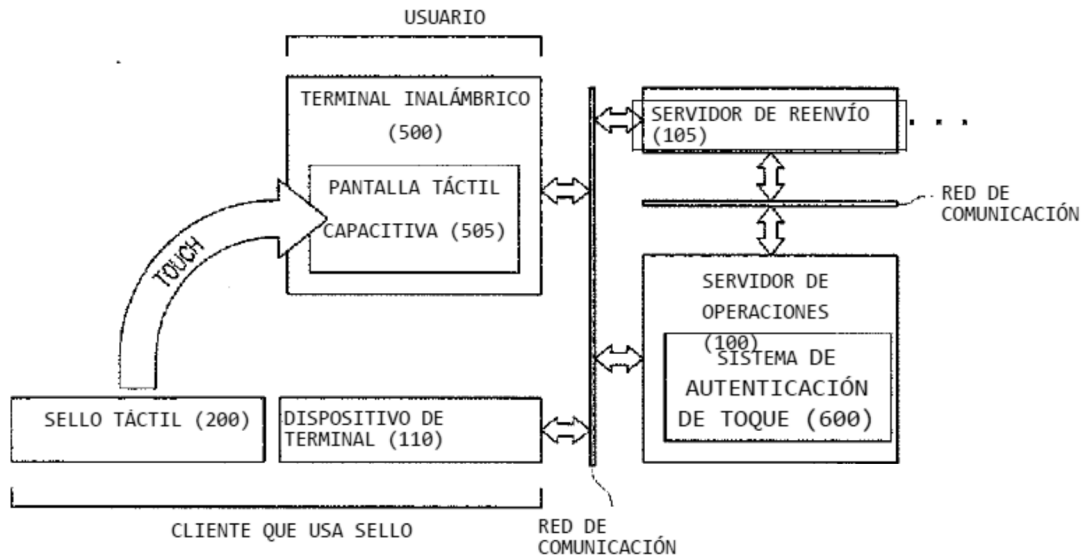 USUARIO
TERMINAL INALÁMBRICO
(500)
PANTALLA TÁCTIL
CAPACITIVA (505)
TOUCH
SERVIDOR DE REENVÍO
(105)
. . .
RED DE
COMUNICACIÓN
SERVIDOR DE
OPERACIONES
(100)
SISTEMA DE
AUTENTICACIÓN
DE TOQUE (600)
SELLO TÁCTIL (200)
DISPOSITIVO DE
TERMINAL (110)
CLIENTE QUE USA SELLO
RED DE
COMUNICACIÓN